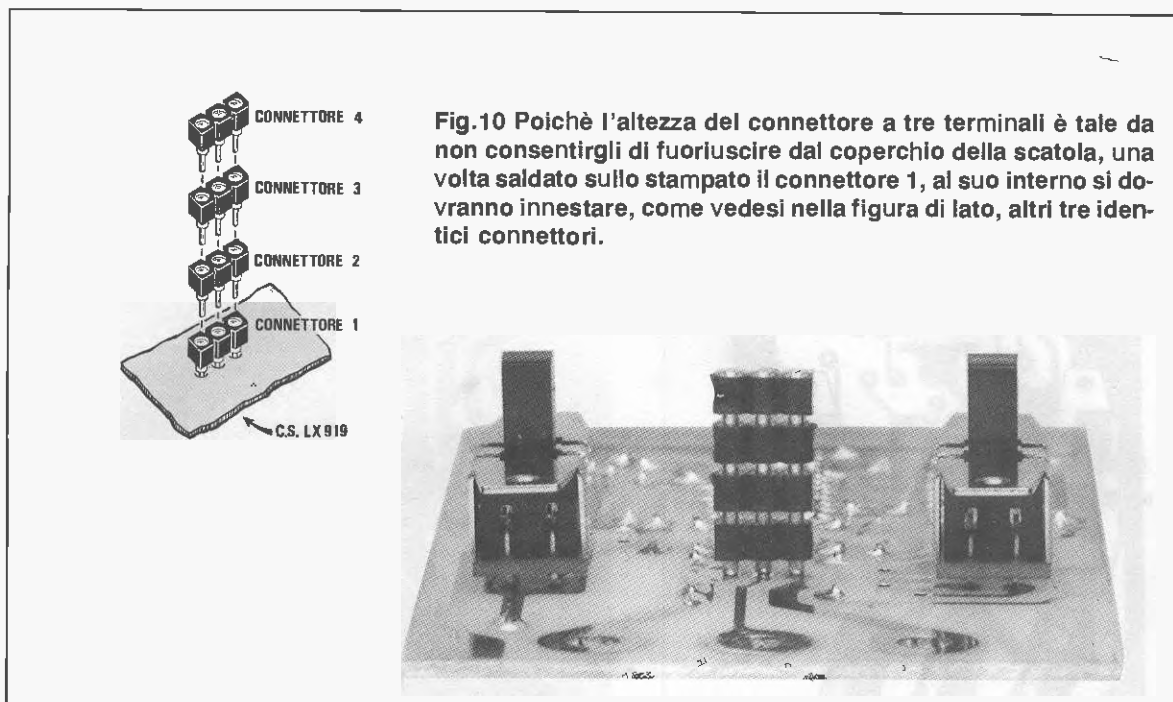 CONNETTORE 4
CONNETTORE 3
CONNETTORE 2
CONNETTORE 1
C.S. LX919
Fig.10 Poichè l'altezza del connettore a tre terminali è tale da
non consentirgli di fuoriuscire dal coperchio della scatola, una
volta saldato sullo stampato il connettore 1, al suo interno si do-
vranno innestare, come vedesi nella figura di lato, altri tre iden-
tici connettori.